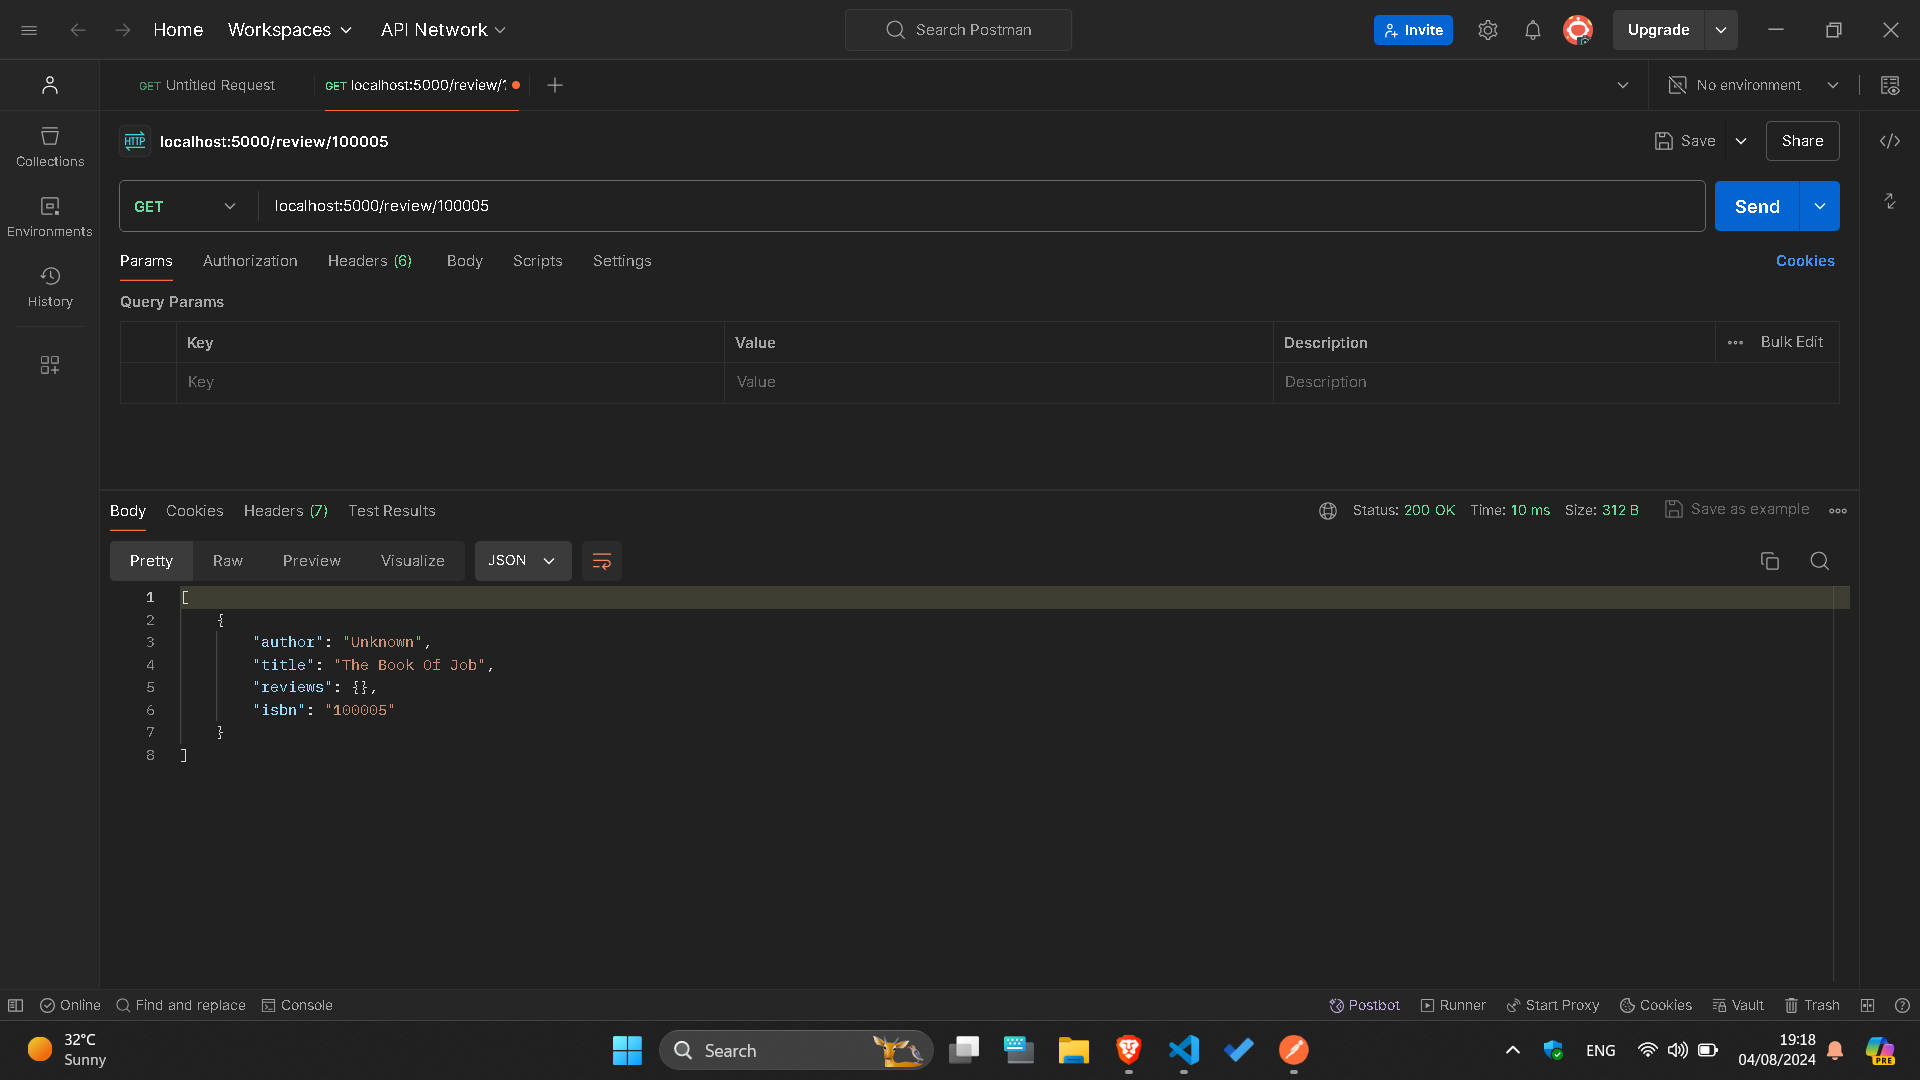 Home Workspaces API Network Search Postman Invite Upgrade
GET Untitled Request GET localhost:5000/review/1 No environment
HTTP localhost:5000/review/100005 Save Share
Collections
GET localhost:5000/review/100005 Send
Environments
Params Authorization Headers (6) Body Scripts Settings Cookies
History
Query Params
Key Value Description Bulk Edit
Key Value Description
Body Cookies Headers (7) Test Results Status: 200 OK Time: 10 ms Size: 312 B Save as example
Pretty Raw Preview Visualize JSON
1 [
2 {
3 "author": "Unknown",
4 "title": "The Book Of Job",
5 "reviews": {},
6 "isbn": "100005"
7 }
8 ]
Online Find and replace Console Postbot Runner Start Proxy Cookies Vault Trash
32°C
Sunny
Search
ENG
19:18
04/08/2024
PRE